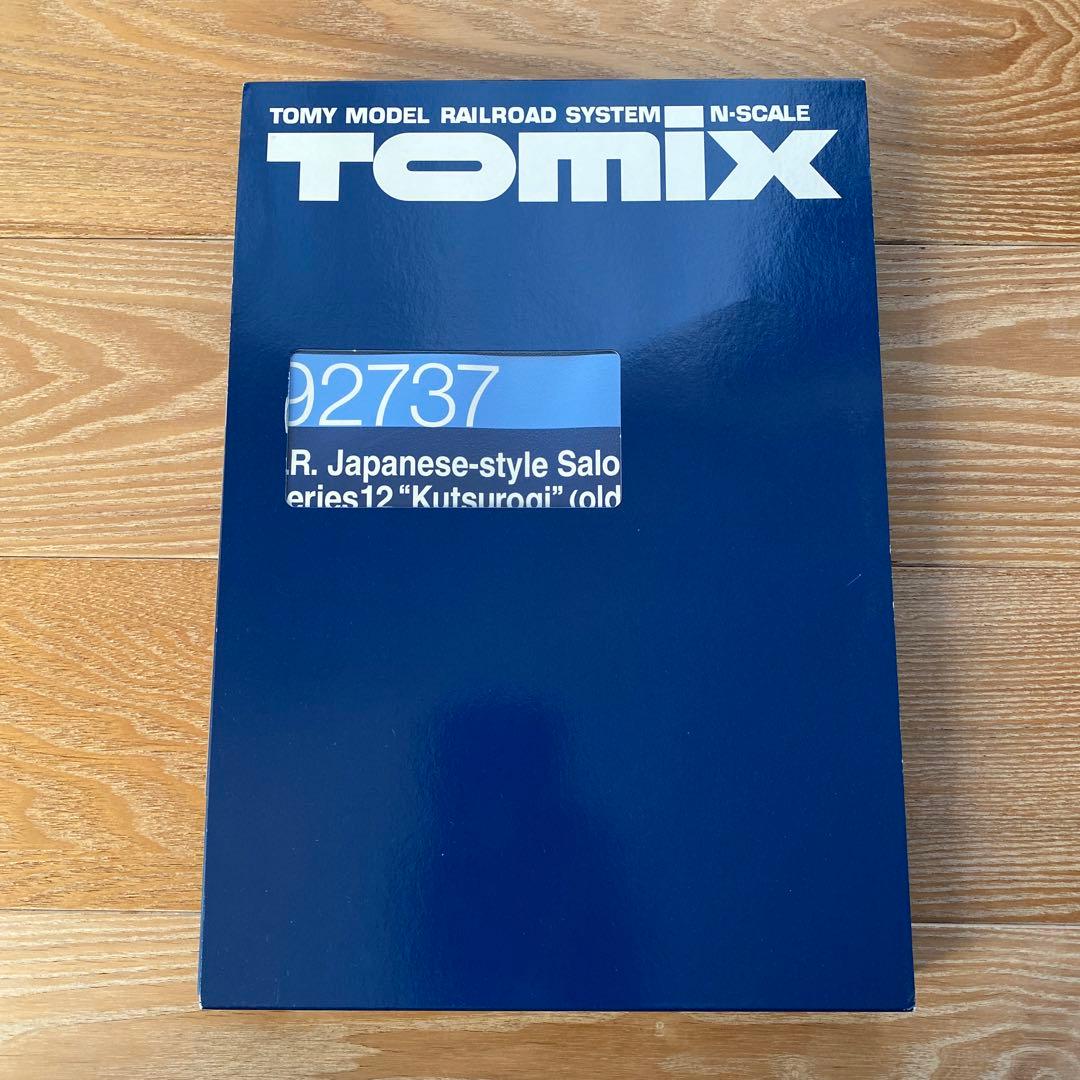 TOMY MODEL RAILROAD SYSTEM N-SCALE
TOMIX
92737
.R. Japanese-style Salo
eries12 “Kutsurogi” (old